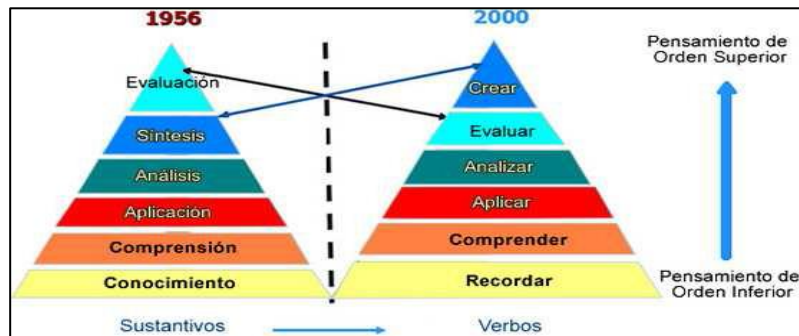 1956
Evaluación
Síntesis
Análisis
Aplicación
Comprensión
Conocimiento
Sustantivos
2000
Crear
Evaluar
Analizar
Aplicar
Comprender
Recordar
Verbos
Pensamiento de
Orden Superior
Pensamiento de
Orden Inferior